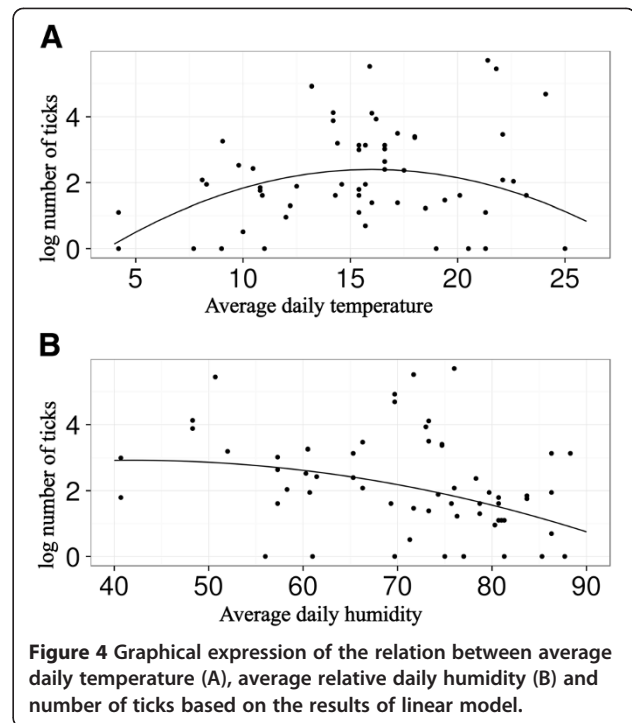 A
log number of ticks
4
2
0
5
10
15
20
25
Average daily temperature
B
log number of ticks
4
2
0
40
50
60
70
80
90
Average daily humidity
Figure 4 Graphical expression of the relation between average
daily temperature (A), average relative daily humidity (B) and
number of ticks based on the results of linear model.